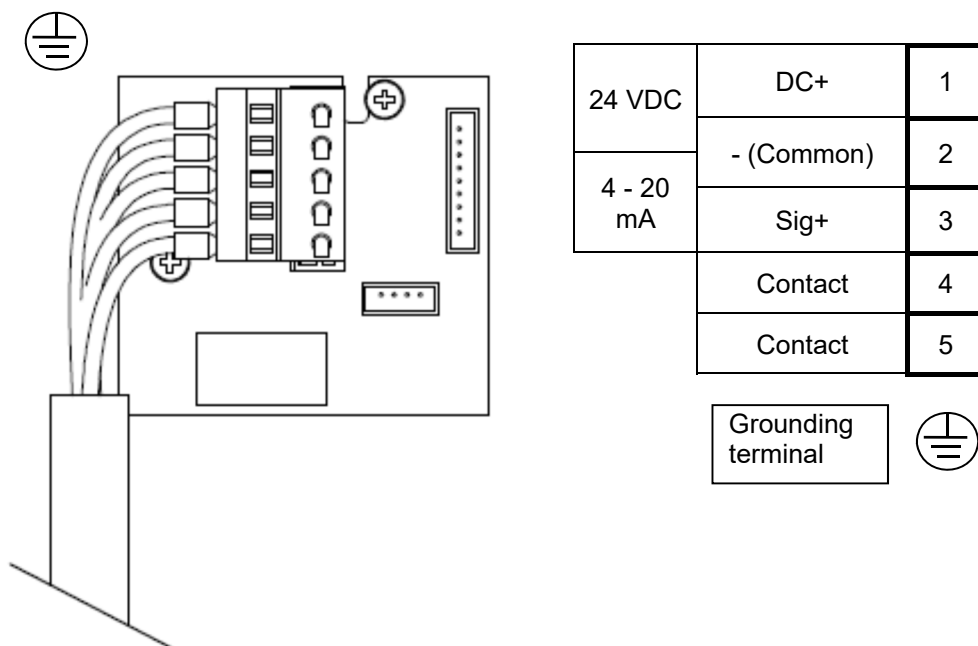 24 VDC
DC+
1
- (Common)
2
4 - 20
mA
Sig+
3
Contact
4
Contact
5
Grounding
terminal